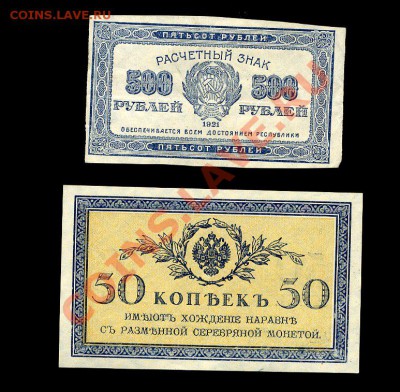 COINS.LAVE.RU
ПЯТЬСОТ РУБЛЕЙ
РАСЧЕТНЫЙ ЗНАК
500 500
РУБЛЕЙ РУБЛЕЙ
1921
ОБЕСПЕЧИВАЕТСЯ ВСЕМ ДОСТОЯНИЕМ РЕСПУБЛИКИ
ПЯТЬСОТ РУБЛЕЙ
COINS.LAVE.RU
50 КОПѢЕКЪ 50
ИМѢЮТЪ ХОЖДЕНІЕ НАРАВНѢ
СЪ РАЗМѢННОЙ СЕРЕБРЯНОЙ МОНЕТОЙ.